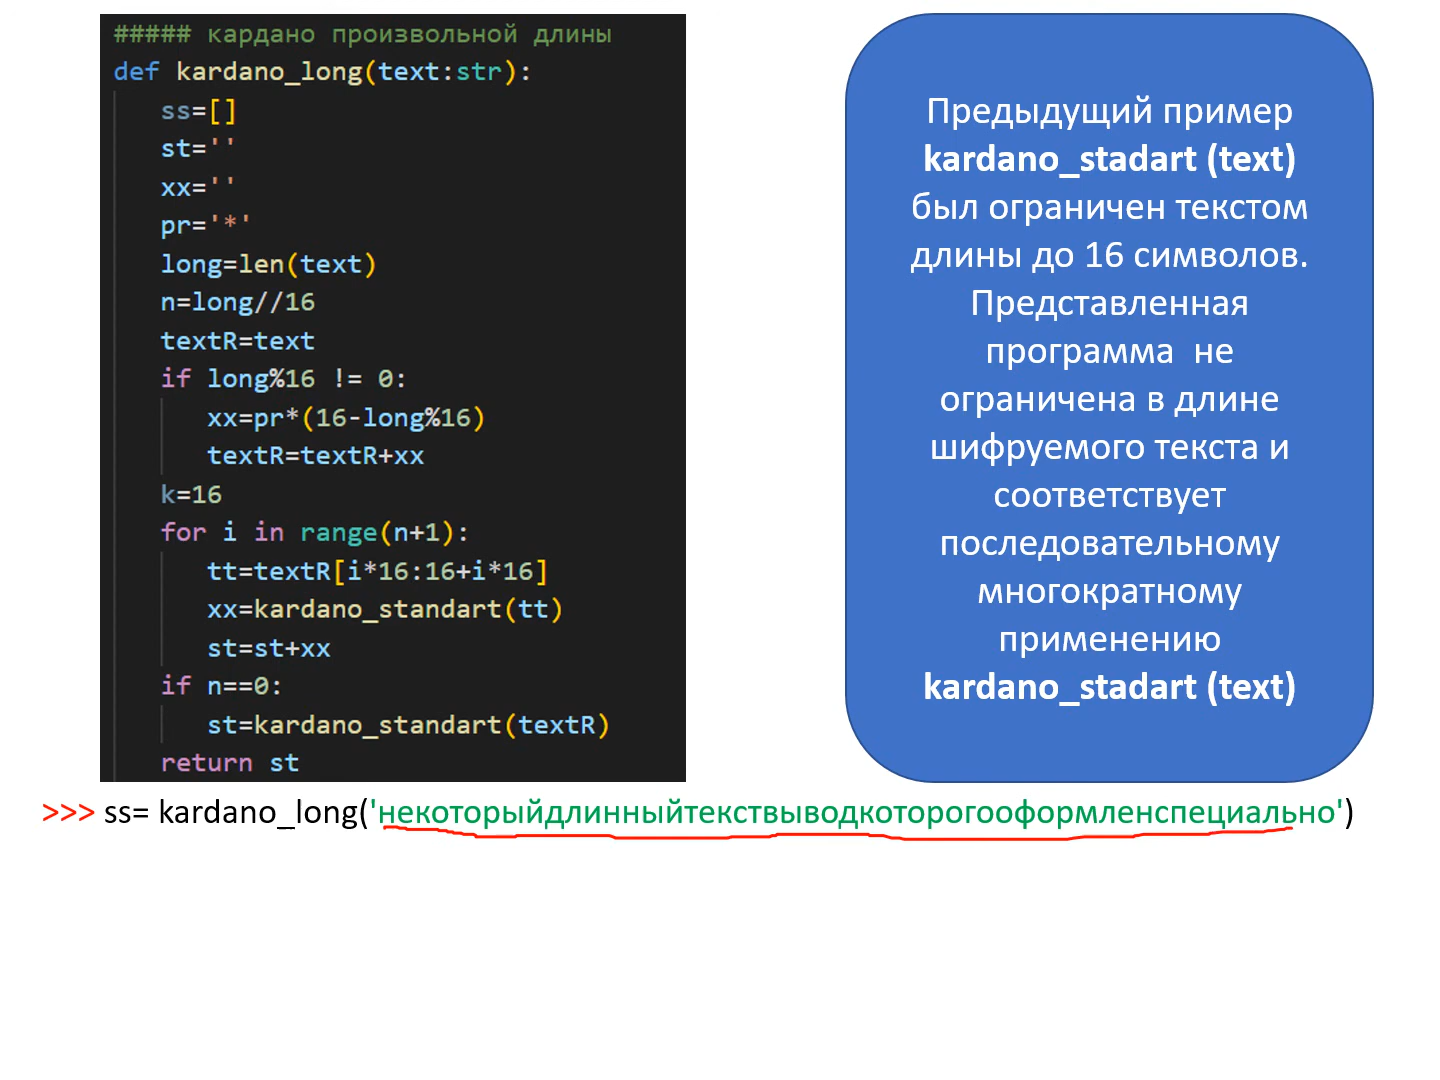 ##### кардано произвольной длины
def kardano_long(text:str):
ss=[]
st=''
xx=''
pr='*'
long=len(text)
n=long//16
textR=text
if long%16 != 0:
xx=pr*(16-long%16)
textR=textR+xx
k=16
for i in range(n+1):
tt=textR[i*16:16+i*16]
xx=kardano_standart(tt)
st=st+xx
if n==0:
st=kardano_standart(textR)
return st
Предыдущий пример
kardano_stadart (text)
был ограничен текстом
длины до 16 символов.
Представленная
программа не
ограничена в длине
шифруемого текста и
соответствует
последовательному
многократному
применению
kardano_stadart (text)
>>> ss= kardano_long('некоторыйдлинныйтекствыводкоторогооформленспециально')